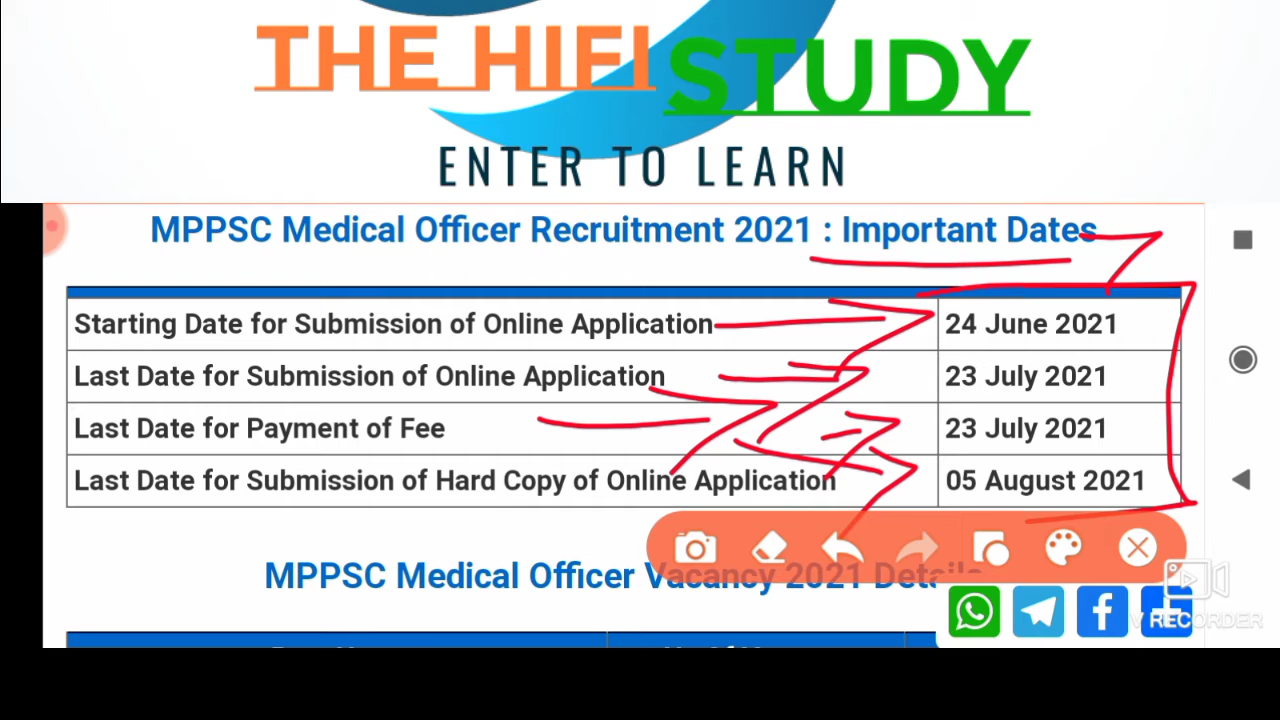 THE HIFI STUDY
ENTER TO LEARN
MPPSC Medical Officer Recruitment 2021 : Important Dates
Starting Date for Submission of Online Application 24 June 2021
Last Date for Submission of Online Application 23 July 2021
Last Date for Payment of Fee 23 July 2021
Last Date for Submission of Hard Copy of Online Application 05 August 2021
MPPSC Medical Officer Vacancy 2021 Details
V RECORDER